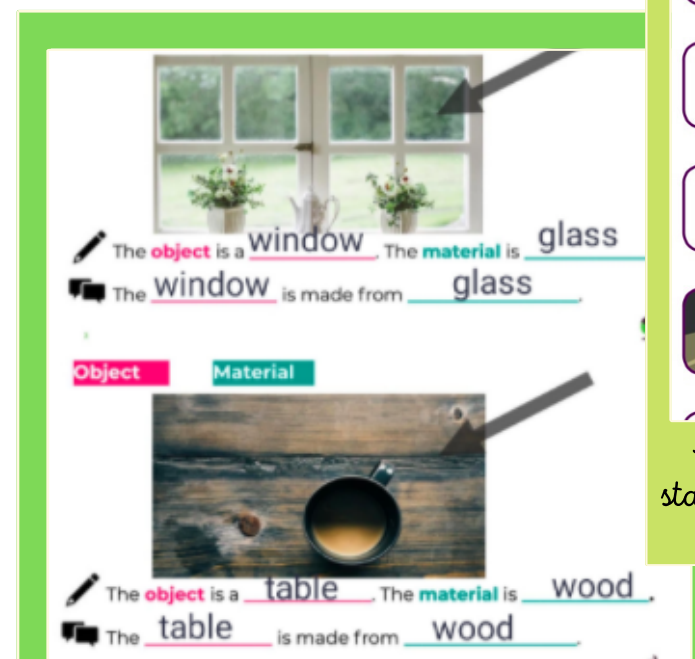 The object is a window. The material is glass
The window is made from glass.
Object Material
The object is a table. The material is wood.
The table is made from wood.
sta